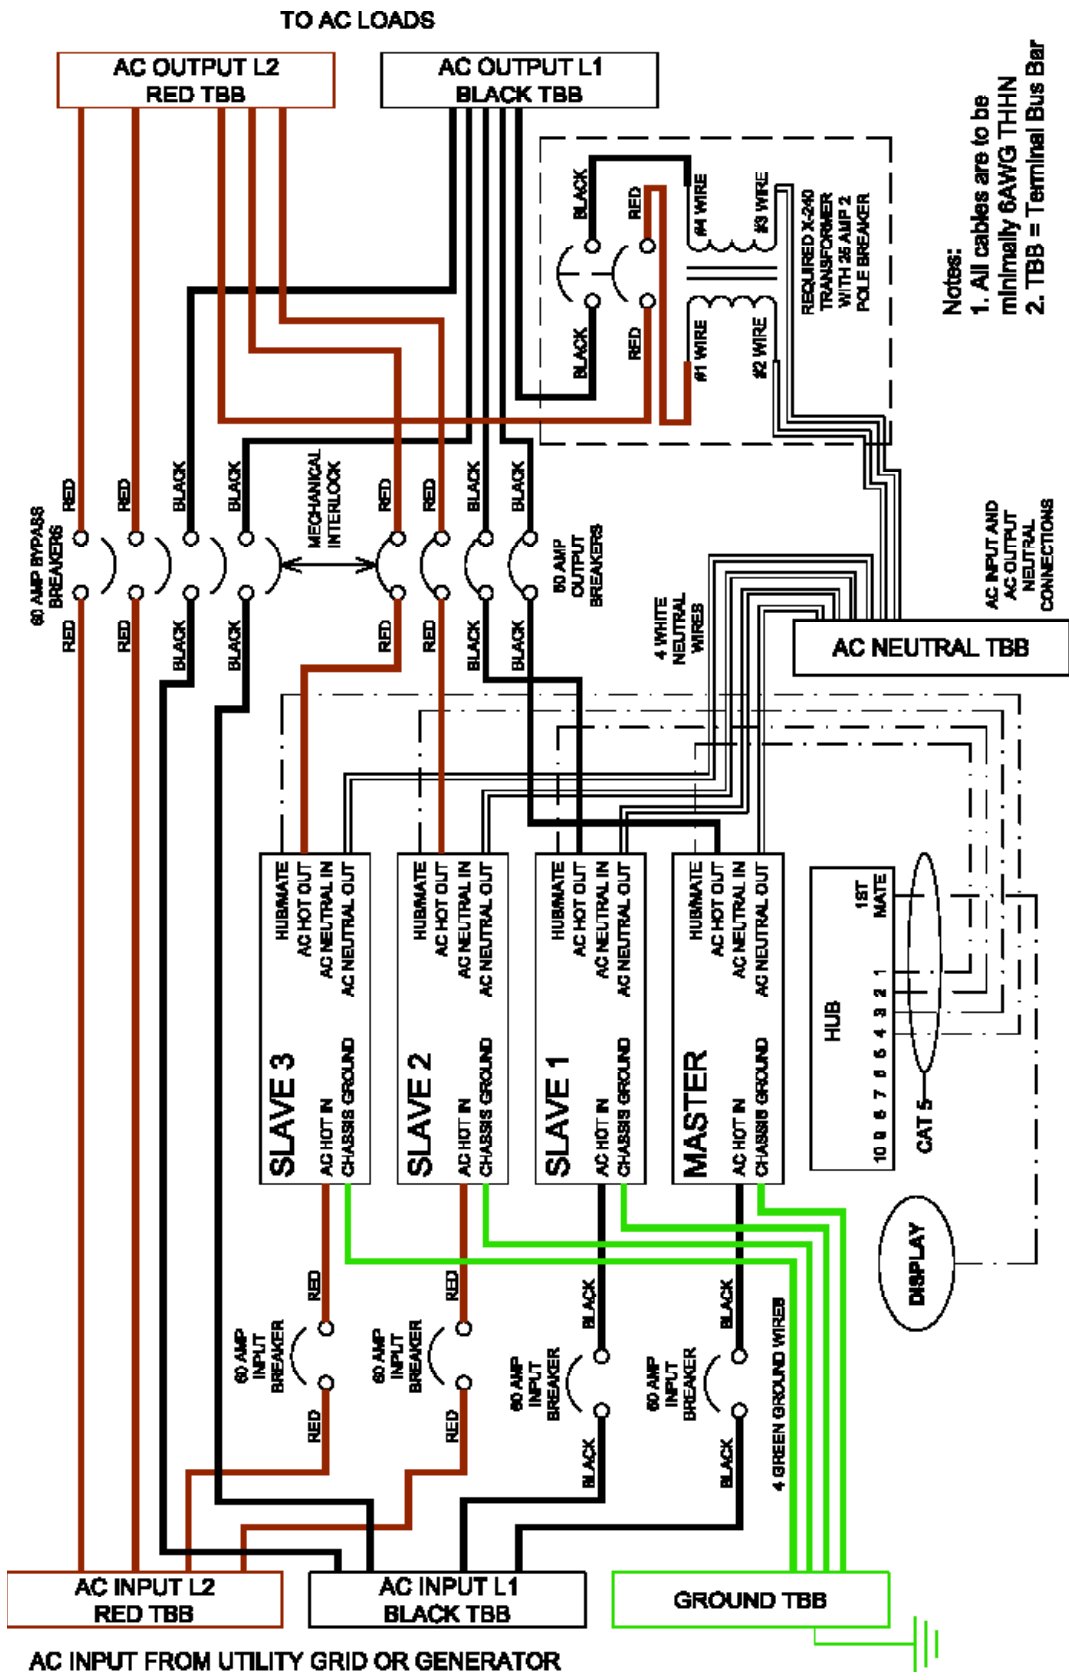 TO AC LOADS
AC OUTPUT L2
RED TBB
AC OUTPUT L1
BLACK TBB
Notes:
1. All cables are to be
minimally 6AWG THHN
2. TBB = Terminal Bus Bar
BLACK
RED
#4 WIRE
#3 WIRE
REQUIRED X-240
TRANSFORMER
WITH 25 AMP 2
POLE BREAKER
BLACK
RED
#1 WIRE
#2 WIRE
60 AMP BYPASS
BREAKERS
RED
RED
BLACK
BLACK
MECHANICAL
INTERLOCK
RED
RED
BLACK
BLACK
60 AMP
OUTPUT
BREAKERS
RED
RED
BLACK
BLACK
RED
RED
BLACK
BLACK
4 WHITE
NEUTRAL
WIRES
AC INPUT AND
AC OUTPUT
NEUTRAL
CONNECTIONS
AC NEUTRAL TBB
SLAVE 3
HUB/MATE
AC HOT OUT
AC NEUTRAL IN
AC NEUTRAL OUT
AC HOT IN
CHASSIS GROUND
SLAVE 2
HUB/MATE
AC HOT OUT
AC NEUTRAL IN
AC NEUTRAL OUT
AC HOT IN
CHASSIS GROUND
SLAVE 1
HUB/MATE
AC HOT OUT
AC NEUTRAL IN
AC NEUTRAL OUT
AC HOT IN
CHASSIS GROUND
MASTER
HUB/MATE
AC HOT OUT
AC NEUTRAL IN
AC NEUTRAL OUT
AC HOT IN
CHASSIS GROUND
HUB
1ST
MATE
10 9 8 7 6 5 4 3 2 1
CAT 5
DISPLAY
RED
60 AMP
INPUT
BREAKER
RED
RED
60 AMP
INPUT
BREAKER
RED
BLACK
60 AMP
INPUT
BREAKER
BLACK
BLACK
60 AMP
INPUT
BREAKER
BLACK
4 GREEN GROUND WIRES
AC INPUT L2
RED TBB
AC INPUT L1
BLACK TBB
GROUND TBB
AC INPUT FROM UTILITY GRID OR GENERATOR